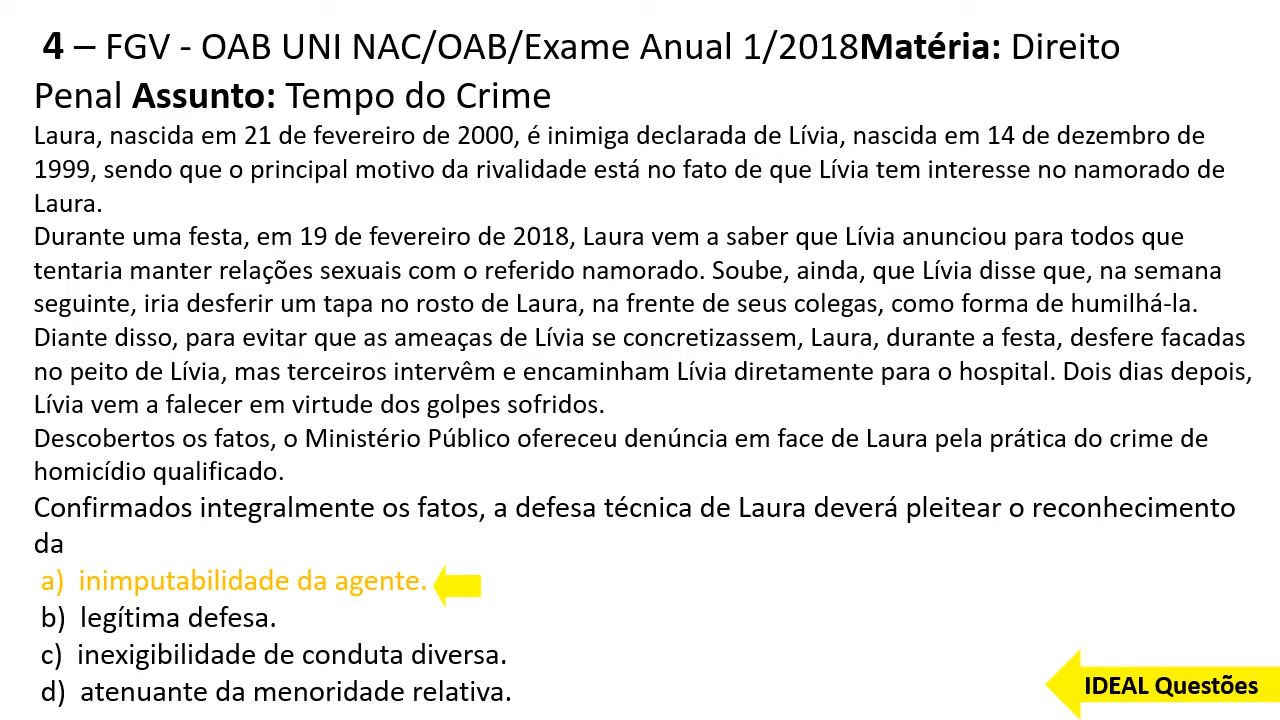 4 – FGV - OAB UNI NAC/OAB/Exame Anual 1/2018Matéria: Direito
Penal Assunto: Tempo do Crime
Laura, nascida em 21 de fevereiro de 2000, é inimiga declarada de Lívia, nascida em 14 de dezembro de
1999, sendo que o principal motivo da rivalidade está no fato de que Lívia tem interesse no namorado de
Laura.
Durante uma festa, em 19 de fevereiro de 2018, Laura vem a saber que Lívia anunciou para todos que
tentaria manter relações sexuais com o referido namorado. Soube, ainda, que Lívia disse que, na semana
seguinte, iria desferir um tapa no rosto de Laura, na frente de seus colegas, como forma de humilhá-la.
Diante disso, para evitar que as ameaças de Lívia se concretizassem, Laura, durante a festa, desfere facadas
no peito de Lívia, mas terceiros intervêm e encaminham Lívia diretamente para o hospital. Dois dias depois,
Lívia vem a falecer em virtude dos golpes sofridos.
Descobertos os fatos, o Ministério Público ofereceu denúncia em face de Laura pela prática do crime de
homicídio qualificado.
Confirmados integralmente os fatos, a defesa técnica de Laura deverá pleitear o reconhecimento
da
a) inimputabilidade da agente.
b) legítima defesa.
c) inexigibilidade de conduta diversa.
d) atenuante da menoridade relativa.
IDEAL Questões